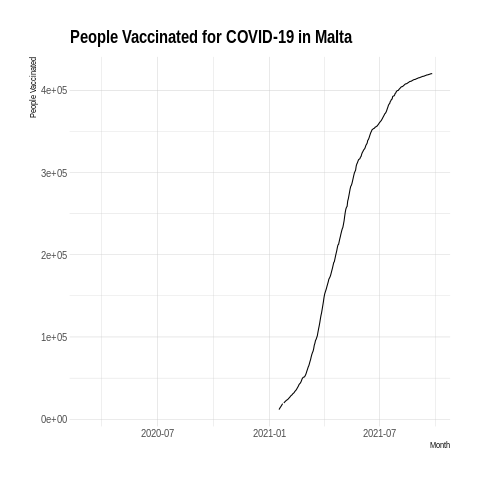 People Vaccinated for COVID-19 in Malta
People Vaccinated
4e+05
3e+05
2e+05
1e+05
0e+00
2020-07
2021-01
2021-07
Month